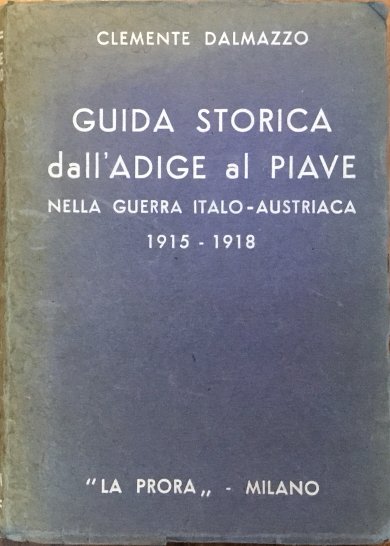 CLEMENTE DALMAZZO
GUIDA STORICA
dall'ADIGE al PIAVE
NELLA GUERRA ITALO-AUSTRIACA
1915 - 1918
"LA PRORA„ - MILANO